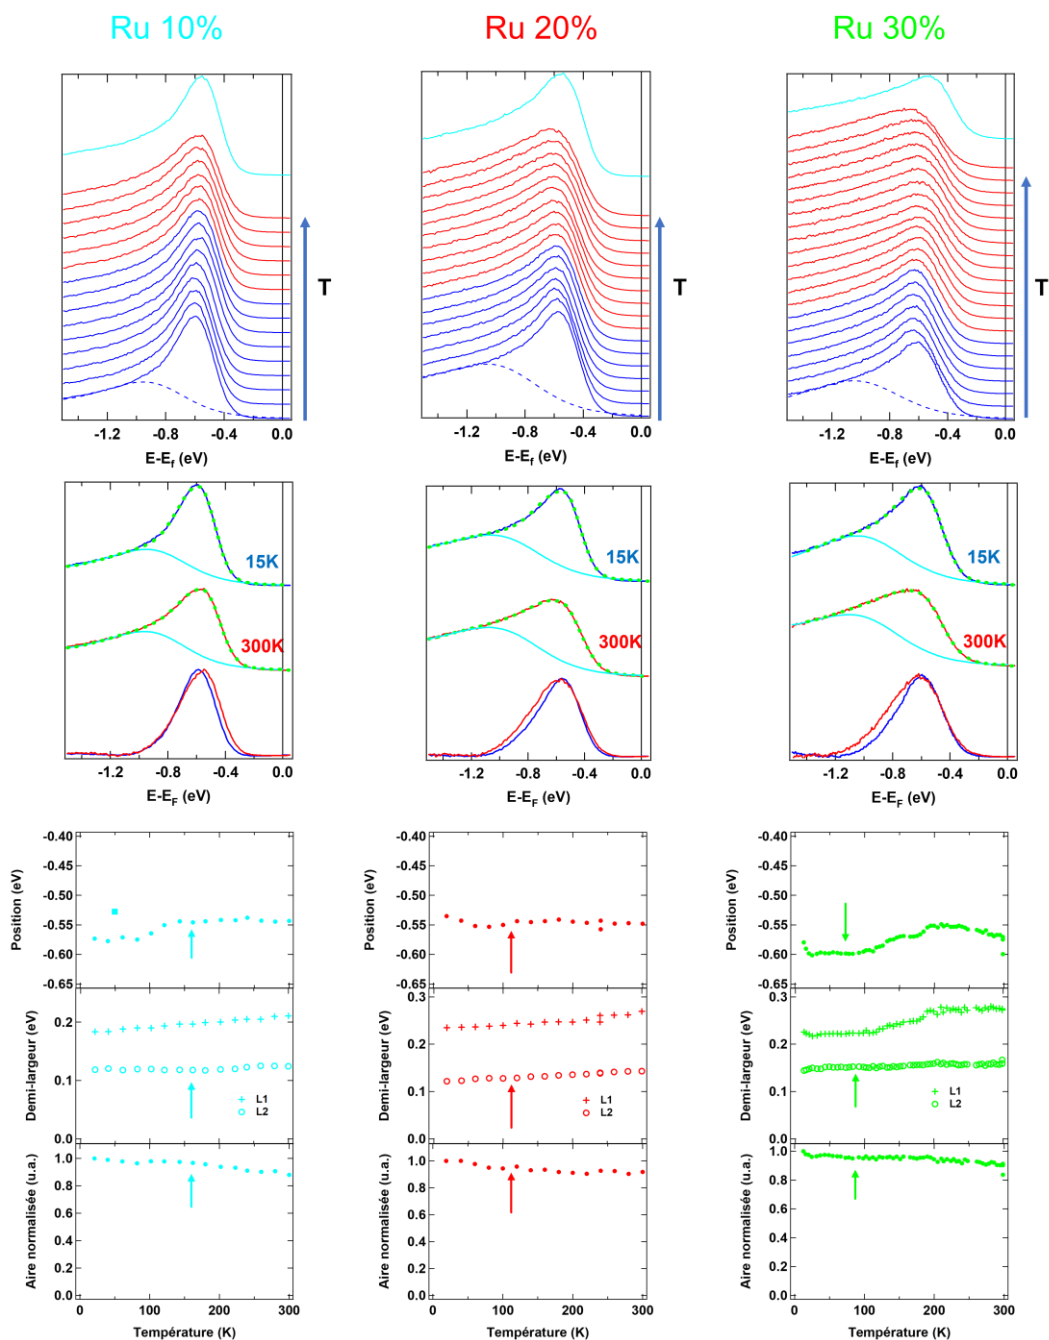 Ru 10% Ru 20% Ru 30%
T T T
-1.2 -0.8 -0.4 0.0 -1.2 -0.8 -0.4 0.0 -1.2 -0.8 -0.4 0.0
E-Ef (eV) E-Ef (eV) E-Ef (eV)
15K 15K 15K
300K 300K 300K
-1.2 -0.8 -0.4 0.0 -1.2 -0.8 -0.4 0.0 -1.2 -0.8 -0.4 0.0
E-EF (eV) E-EF (eV) E-EF (eV)
Position (eV) Position (eV) Position (eV)
-0.40 -0.40 -0.40
-0.45 -0.45 -0.45
-0.50 -0.50 -0.50
-0.55 -0.55 -0.55
-0.60 -0.60 -0.60
-0.65 -0.65 -0.65
Demi-largeur (eV) Demi-largeur (eV) Demi-largeur (eV)
0.3 0.3
0.2 0.2 0.2
0.1 0.1 0.1
0.0 0.0 0.0
L1 L1 L1
L2 L2 L2
Aire normalisée (u.a.) Aire normalisée (u.a.) Aire normalisée (u.a.)
1.0 1.0 1.0
0.8 0.8 0.8
0.6 0.6 0.6
0.4 0.4 0.4
0.2 0.2 0.2
0.0 0.0 0.0
0 100 200 300 0 100 200 300 0 100 200 300
Température (K) Température (K) Température (K)